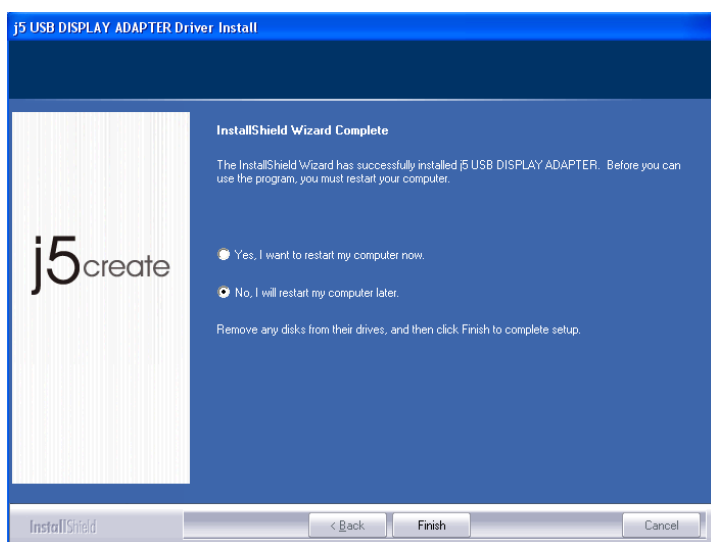 j5 USB DISPLAY ADAPTER Driver Install
InstallShield Wizard Complete
The InstallShield Wizard has successfully installed j5 USB DISPLAY ADAPTER. Before you can
use the program, you must restart your computer.
Yes, I want to restart my computer now.
No, I will restart my computer later.
j5create
Remove any disks from their drives, and then click Finish to complete setup.
InstallShield
< Back
Finish
Cancel